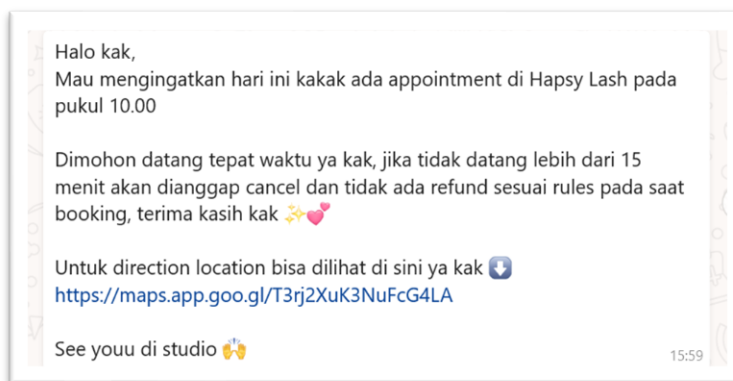 Halo kak,
Mau mengingatkan hari ini kakak ada appointment di Hapsy Lash pada
pukul 10.00
Dimohon datang tepat waktu ya kak, jika tidak datang lebih dari 15
menit akan dianggap cancel dan tidak ada refund sesuai rules pada saat
booking, terima kasih kak ✨💕
Untuk direction location bisa dilihat di sini ya kak ⬇️
https://maps.app.goo.gl/T3rj2XuK3NuFcG4LA
See youu di studio 🙌
15:59